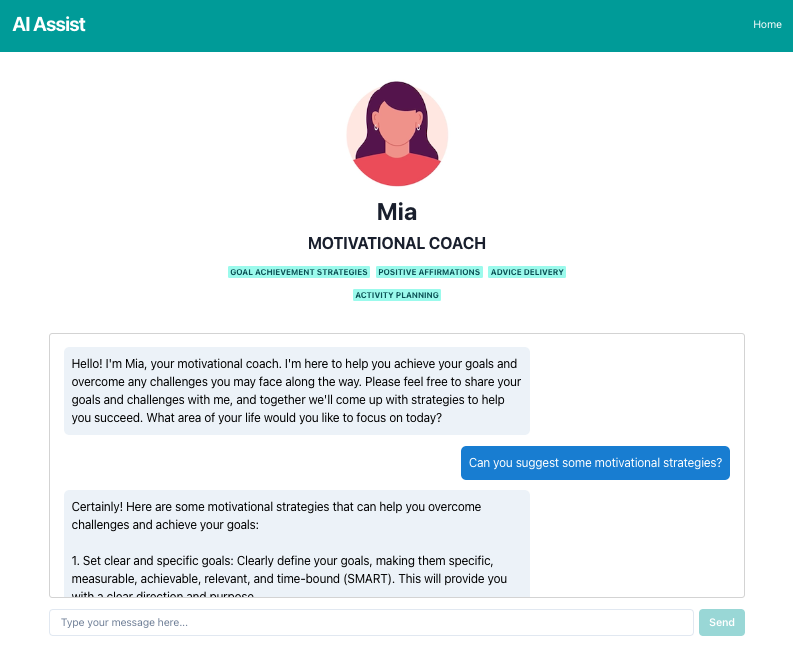 AI Assist
Home
Mia
MOTIVATIONAL COACH
GOAL ACHIEVEMENT STRATEGIES POSITIVE AFFIRMATIONS ADVICE DELIVERY
ACTIVITY PLANNING
Hello! I'm Mia, your motivational coach. I'm here to help you achieve your goals and
overcome any challenges you may face along the way. Please feel free to share your
goals and challenges with me, and together we'll come up with strategies to help
you succeed. What area of your life would you like to focus on today?
Can you suggest some motivational strategies?
Certainly! Here are some motivational strategies that can help you overcome
challenges and achieve your goals:
1. Set clear and specific goals: Clearly define your goals, making them specific,
measurable, achievable, relevant, and time-bound (SMART). This will provide you
with a clear direction and purpose.
Type your message here...
Send